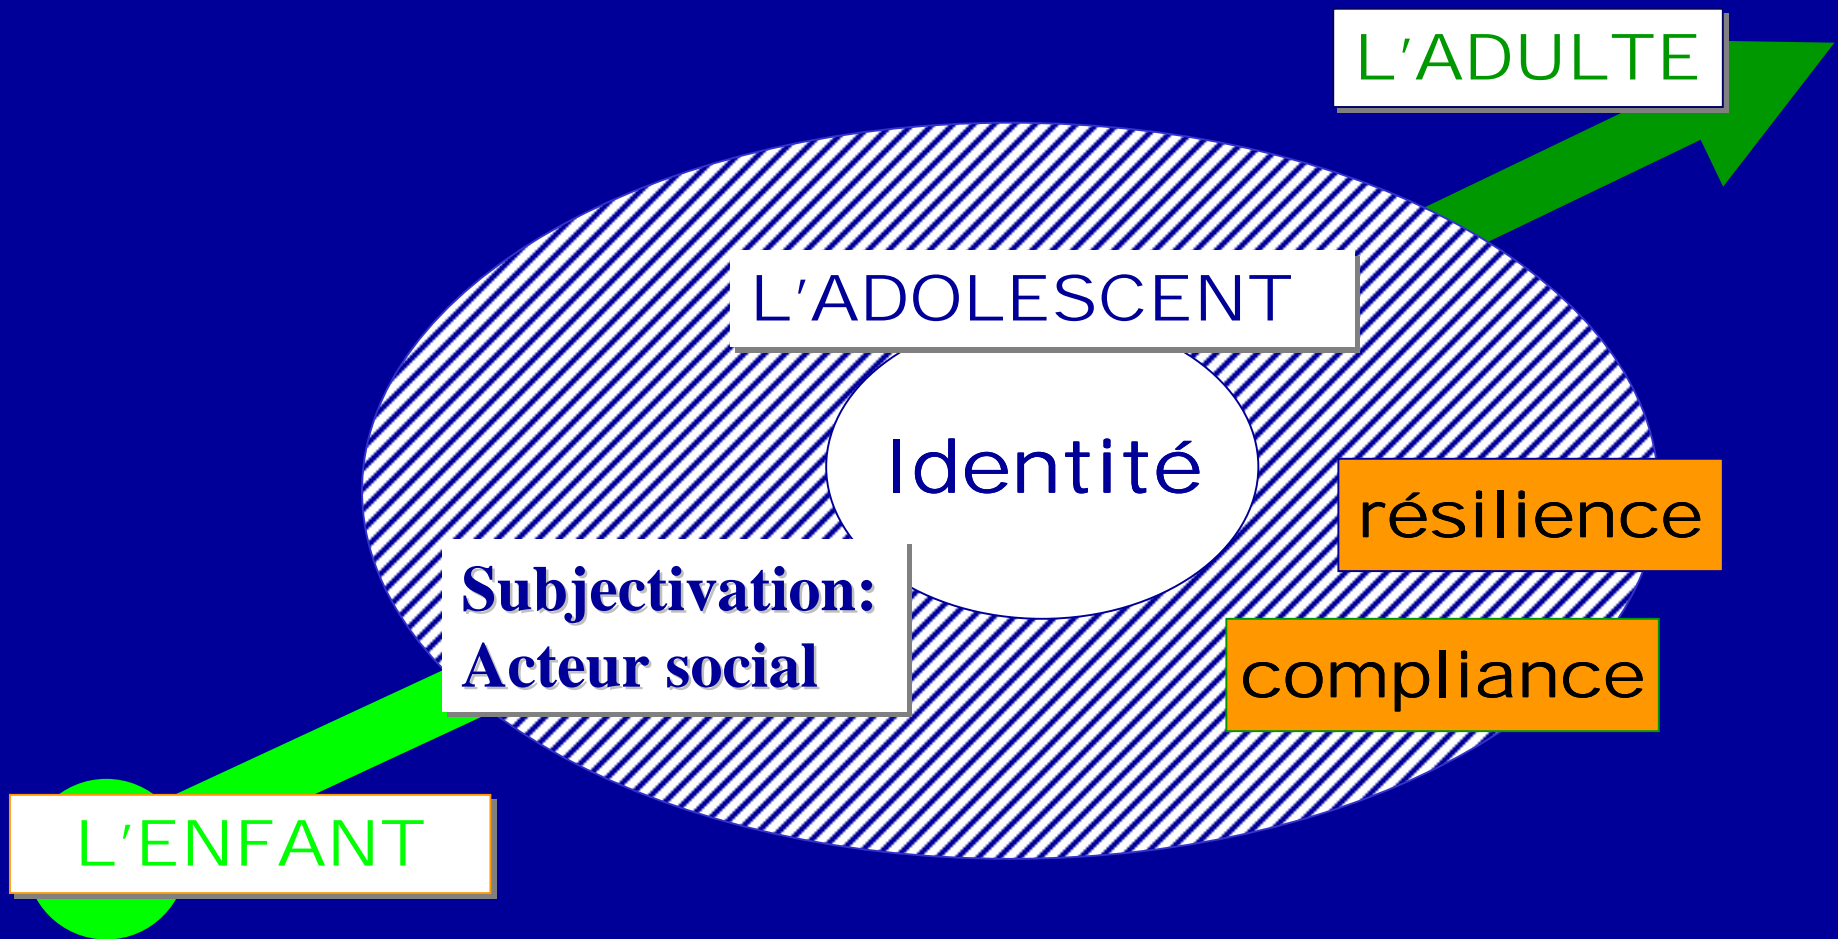 L'ADULTE
L'ADOLESCENT
Identité
résilience
Subjectivation:
Acteur social
compliance
L'ENFANT